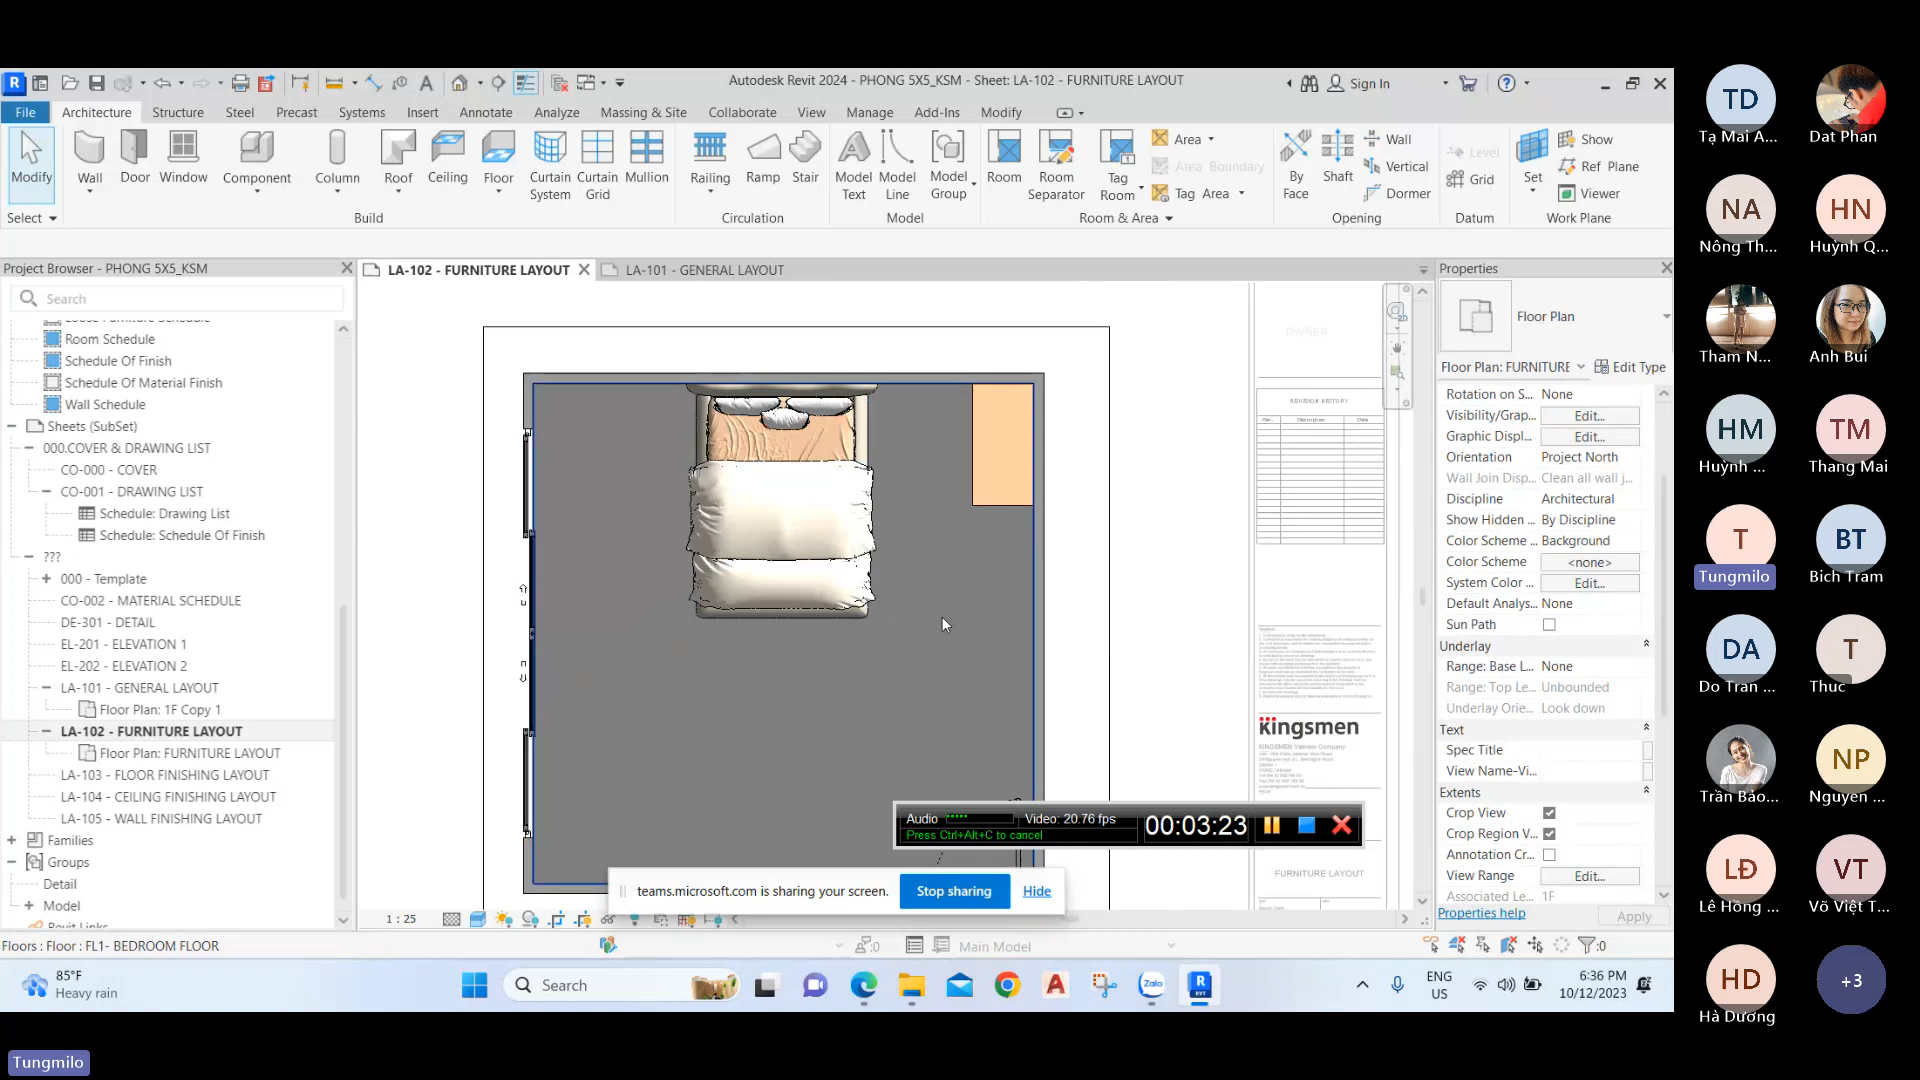 Autodesk Revit 2024 - PHONG 5X5_KSM - Sheet: LA-102 - FURNITURE LAYOUT
Sign In
File Architecture Structure Steel Precast Systems Insert Annotate Analyze Massing & Site Collaborate View Manage Add-Ins Modify
Modify
Wall
Door
Window
Component
Column
Roof
Ceiling
Floor
Curtain System
Curtain Grid
Mullion
Railing
Ramp
Stair
Model Text
Model Line
Model Group
Room
Room Separator
Tag Room
Area
Area Boundary
Tag Area
By Face
Shaft
Wall
Vertical
Dormer
Level
Grid
Set
Show
Ref Plane
Viewer
Select
Build
Circulation
Model
Room & Area
Opening
Datum
Work Plane
Project Browser - PHONG 5X5_KSM
Search
Loose Furniture Schedule
Room Schedule
Schedule Of Finish
Schedule Of Material Finish
Wall Schedule
Sheets (SubSet)
000.COVER & DRAWING LIST
CO-000 - COVER
CO-001 - DRAWING LIST
Schedule: Drawing List
Schedule: Schedule Of Finish
???
000 - Template
CO-002 - MATERIAL SCHEDULE
DE-301 - DETAIL
EL-201 - ELEVATION 1
EL-202 - ELEVATION 2
LA-101 - GENERAL LAYOUT
Floor Plan: 1F Copy 1
LA-102 - FURNITURE LAYOUT
Floor Plan: FURNITURE LAYOUT
LA-103 - FLOOR FINISHING LAYOUT
LA-104 - CEILING FINISHING LAYOUT
LA-105 - WALL FINISHING LAYOUT
Families
Groups
Detail
Model
Revit Links
LA-102 - FURNITURE LAYOUT
LA-101 - GENERAL LAYOUT
REVISION HISTORY
Description
Date
kingsmen
KINGSMEN Vietnam Company
FURNITURE LAYOUT
Audio
Video: 20.76 fps
Press Ctrl+Alt+C to cancel
00:03:23
teams.microsoft.com is sharing your screen.
Stop sharing
Hide
1 : 25
Properties
Floor Plan
Floor Plan: FURNITURE
Edit Type
Rotation on S... None
Visibility/Grap... Edit...
Graphic Displ... Edit...
Orientation Project North
Wall Join Disp... Clean all wall j...
Discipline Architectural
Show Hidden ... By Discipline
Color Scheme ... Background
Color Scheme <none>
System Color ... Edit...
Default Analys... None
Sun Path
Underlay
Range: Base L... None
Range: Top Le... Unbounded
Underlay Orie... Look down
Text
Spec Title
View Name-Vi...
Extents
Crop View
Crop Region V...
Annotation Cr...
View Range Edit...
Associated Le... 1F
Properties help
Apply
Floors : Floor : FL1- BEDROOM FLOOR
:0
Main Model
:0
85°F
Heavy rain
Search
Zalo
ENG
US
6:36 PM
10/12/2023
TD
Tạ Mai A...
Dat Phan
NA
Nông Th...
HN
Huỳnh Q...
Tham N...
Anh Bui
HM
Huỳnh ...
TM
Thang Mai
T
Tungmilo
BT
Bich Tram
DA
Do Tran ...
T
Thuc
Trần Bảo...
NP
Nguyen ...
LĐ
Lê Hồng ...
VT
Võ Việt T...
HD
Hà Dương
+3
Tungmilo